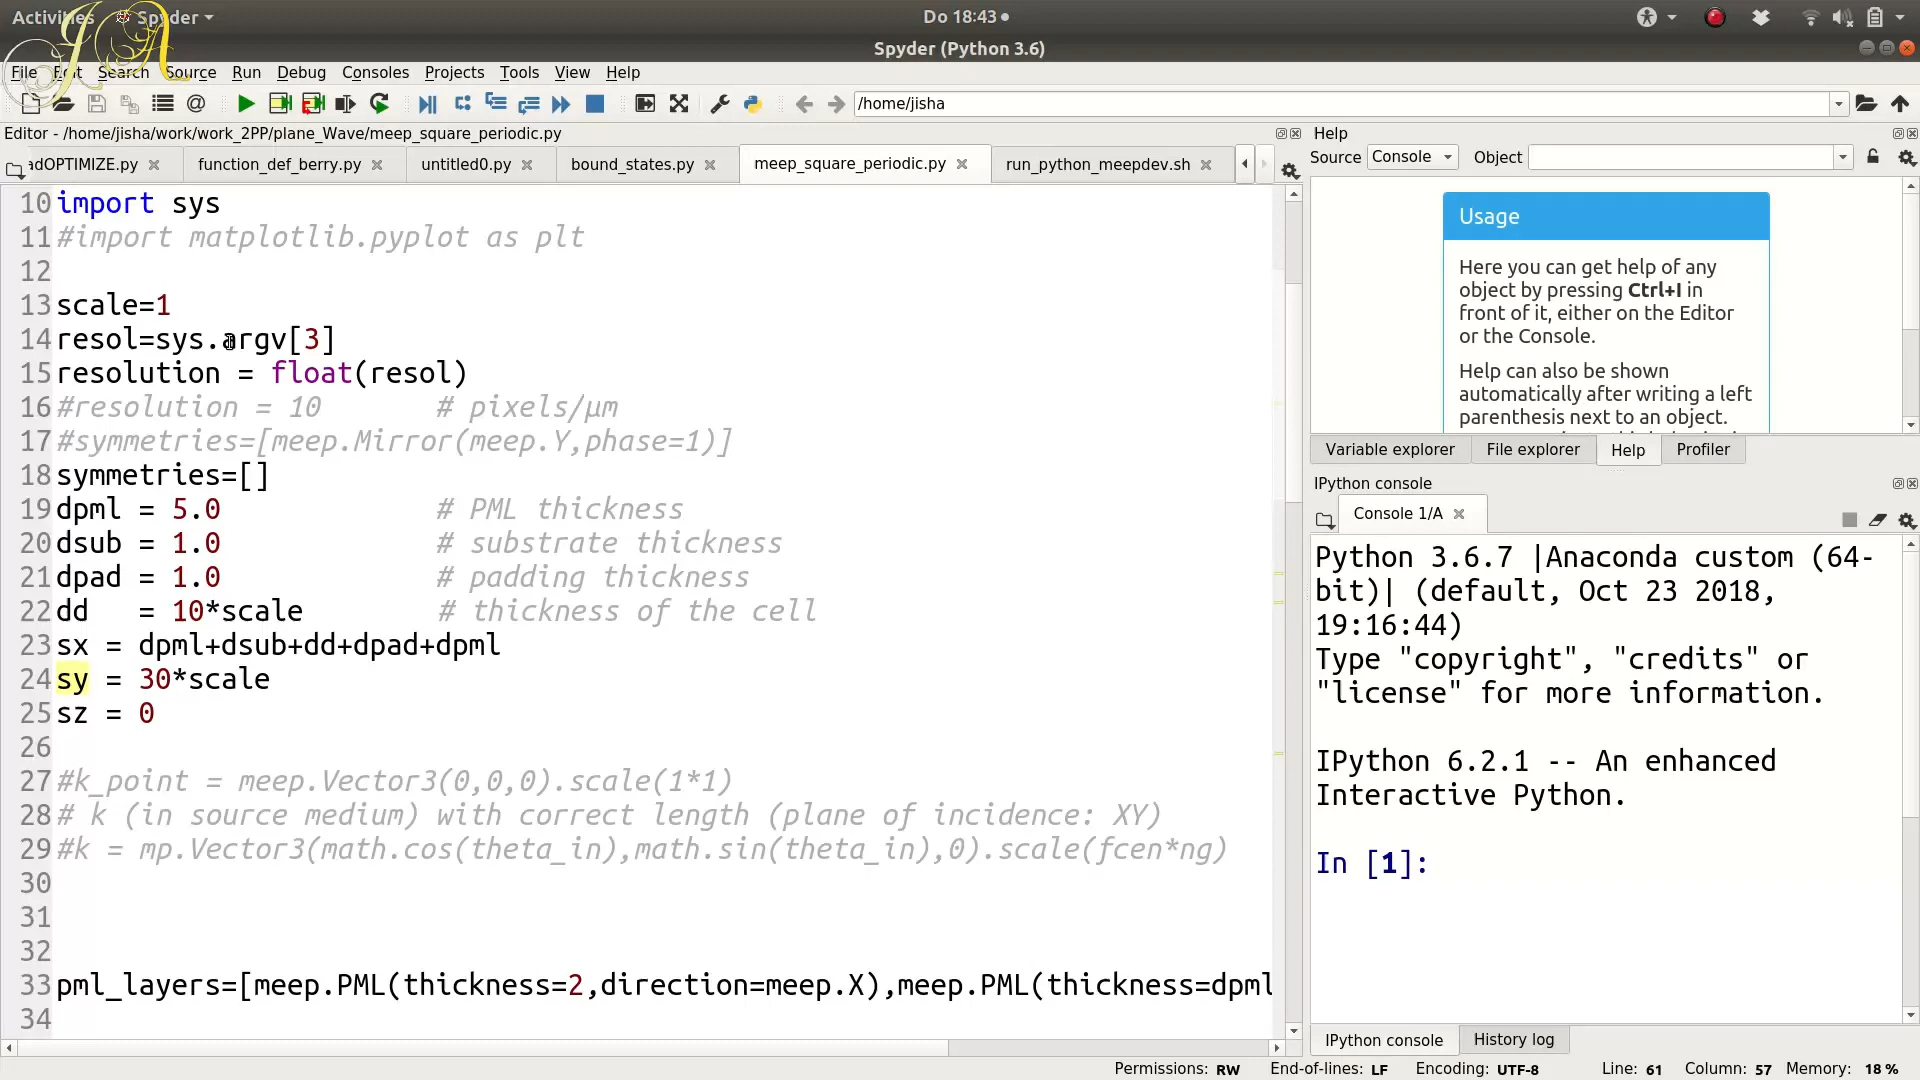 Activities Spyder
Do 18:43
Spyder (Python 3.6)
File Edit Search Source Run Debug Consoles Projects Tools View Help
/home/jisha
Editor - /home/jisha/work/work_2PP/plane_Wave/meep_square_periodic.py
adOPTIMIZE.py function_def_berry.py untitled0.py bound_states.py meep_square_periodic.py run_python_meepdev.sh
10 import sys
11 #import matplotlib.pyplot as plt
12
13 scale=1
14 resol=sys.argv[3]
15 resolution = float(resol)
16 #resolution = 10 # pixels/μm
17 #symmetries=[meep.Mirror(meep.Y,phase=1)]
18 symmetries=[]
19 dpml = 5.0 # PML thickness
20 dsub = 1.0 # substrate thickness
21 dpad = 1.0 # padding thickness
22 dd = 10*scale # thickness of the cell
23 sx = dpml+dsub+dd+dpad+dpml
24 sy = 30*scale
25 sz = 0
26
27 #k_point = meep.Vector3(0,0,0).scale(1*1)
28 # k (in source medium) with correct length (plane of incidence: XY)
29 #k = mp.Vector3(math.cos(theta_in),math.sin(theta_in),0).scale(fcen*ng)
30
31
32
33 pml_layers=[meep.PML(thickness=2,direction=meep.X),meep.PML(thickness=dpml
34
Help
Source Console Object
Usage
Here you can get help of any
object by pressing Ctrl+I in
front of it, either on the Editor
or the Console.
Help can also be shown
automatically after writing a left
parenthesis next to an object.
Variable explorer File explorer Help Profiler
IPython console
Console 1/A
Python 3.6.7 |Anaconda custom (64-
bit)| (default, Oct 23 2018,
19:16:44)
Type "copyright", "credits" or
"license" for more information.
IPython 6.2.1 -- An enhanced
Interactive Python.
In [1]:
IPython console History log
Permissions: RW End-of-lines: LF Encoding: UTF-8 Line: 61 Column: 57 Memory: 18 %